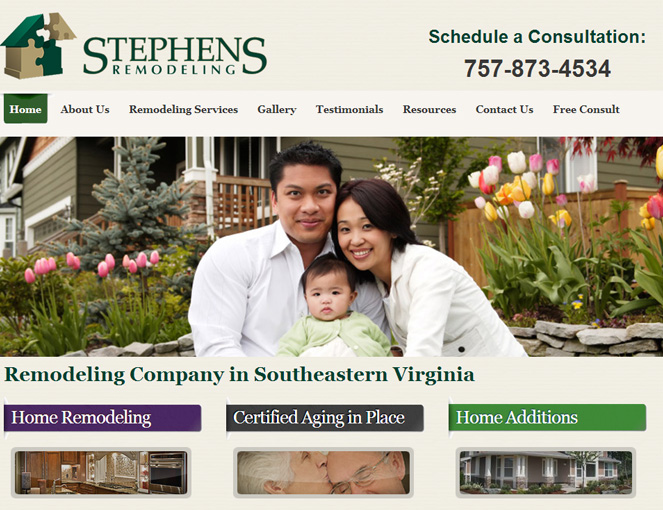 STEPHENS
REMODELING
Schedule a Consultation:
757-873-4534
Home About Us Remodeling Services Gallery Testimonials Resources Contact Us Free Consult
Remodeling Company in Southeastern Virginia
Home Remodeling Certified Aging in Place Home Additions